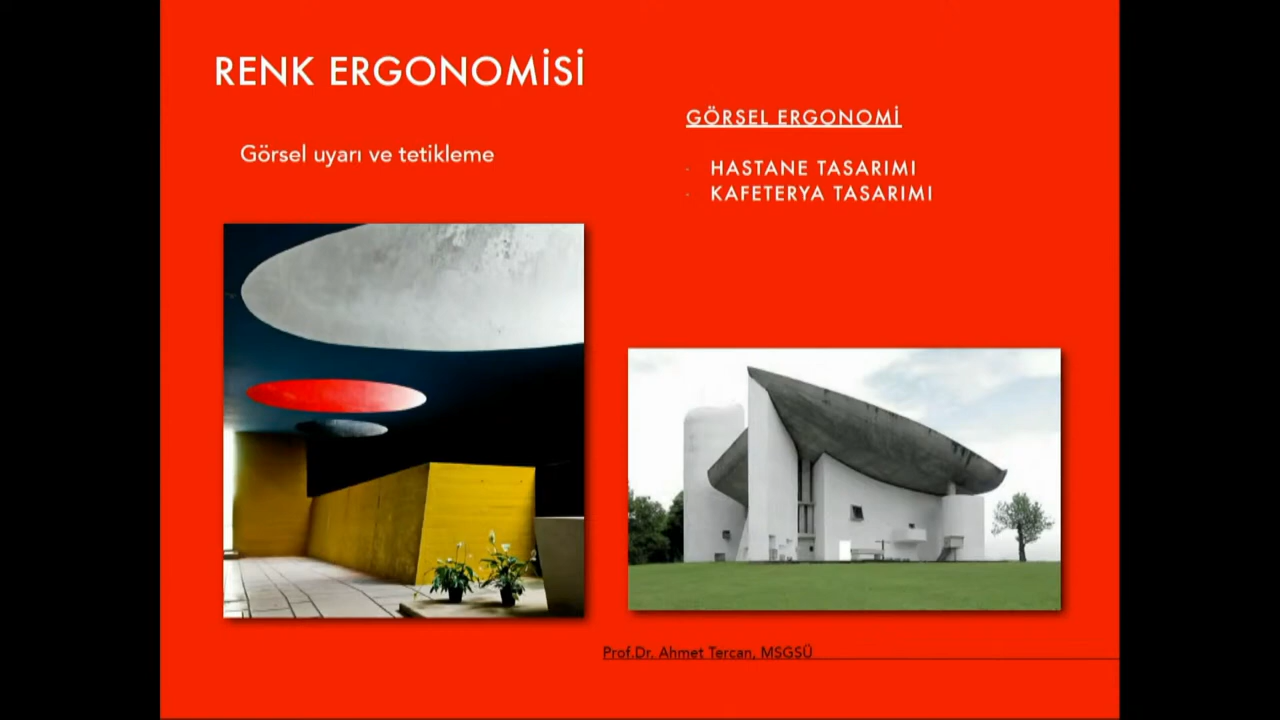 RENK ERGONOMİSİ
Görsel uyarı ve tetikleme
GÖRSEL ERGONOMİ
- HASTANE TASARIMI
- KAFETERYA TASARIMI
Prof.Dr. Ahmet Tercan, MSGSÜ